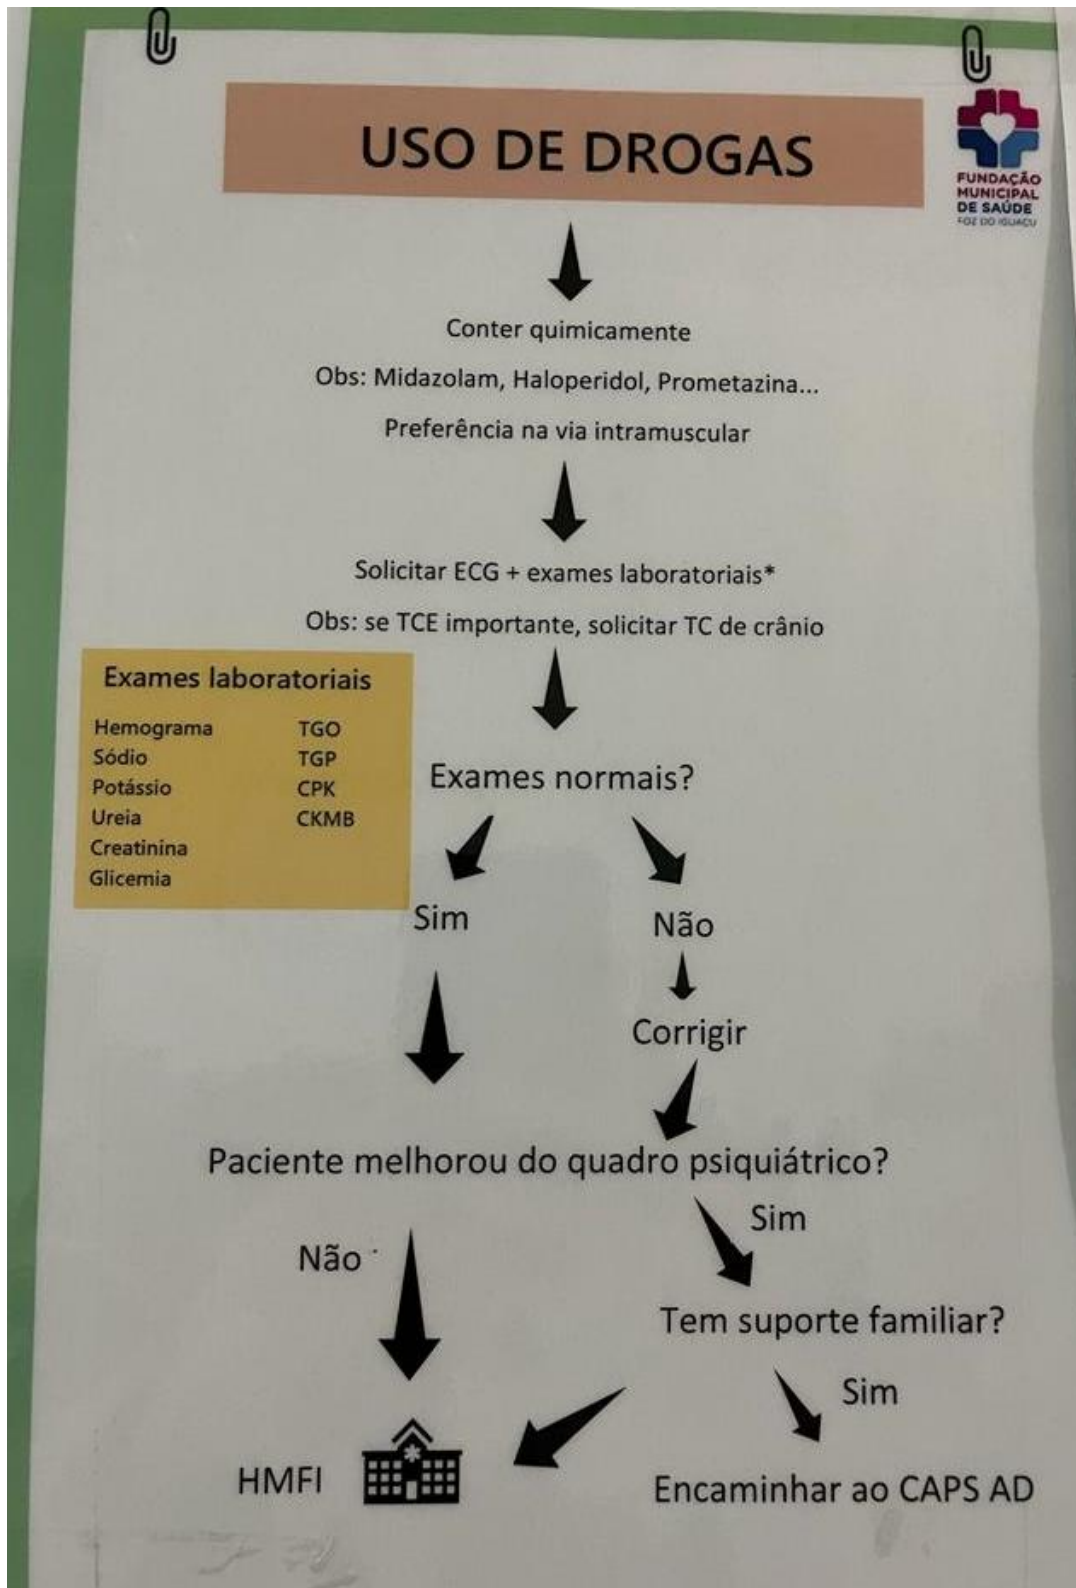 USO DE DROGAS
FUNDAÇÃO
MUNICIPAL
DE SAÚDE
FOZ DO IGUAÇU
Conter quimicamente
Obs: Midazolam, Haloperidol, Prometazina...
Preferência na via intramuscular
Solicitar ECG + exames laboratoriais*
Obs: se TCE importante, solicitar TC de crânio
Exames laboratoriais
Hemograma TGO
Sódio TGP
Potássio CPK
Ureia CKMB
Creatinina
Glicemia
Exames normais?
Sim
Não
Corrigir
Paciente melhorou do quadro psiquiátrico?
Sim
Não
Tem suporte familiar?
Sim
HMFI
Encaminhar ao CAPS AD